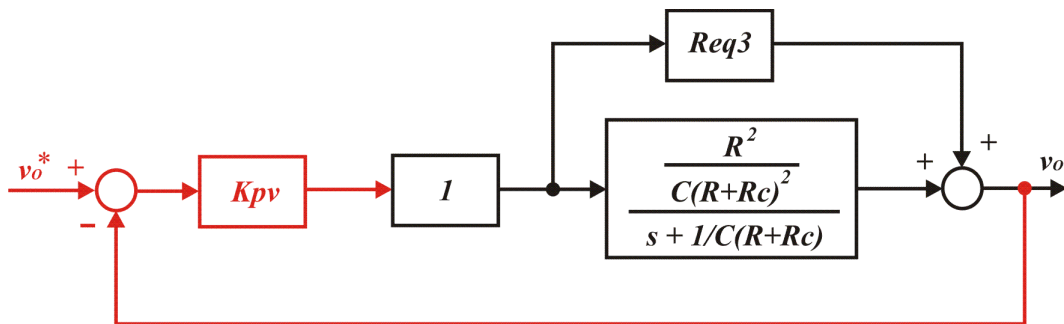 Req3
vo* +
Kpv
1
R²
C(R+Rc)²
s + 1/C(R+Rc)
+
+
vo
-